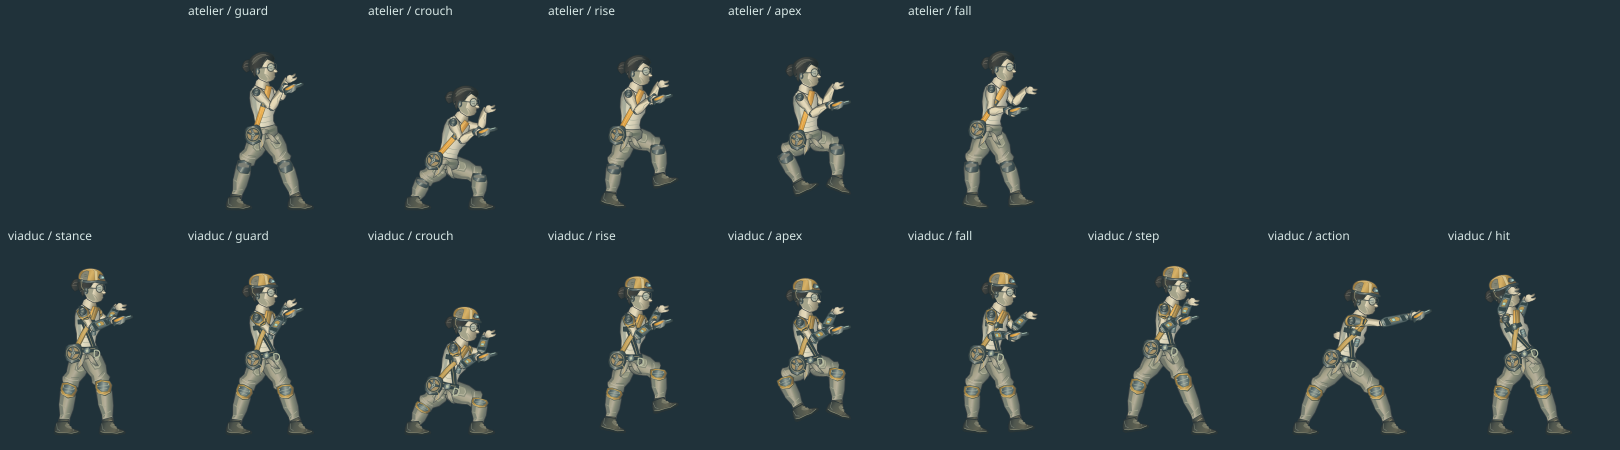 atelier / guard
atelier / crouch
atelier / rise
atelier / apex
atelier / fall
viaduc / stance
viaduc / guard
viaduc / crouch
viaduc / rise
viaduc / apex
viaduc / fall
viaduc / step
viaduc / action
viaduc / hit